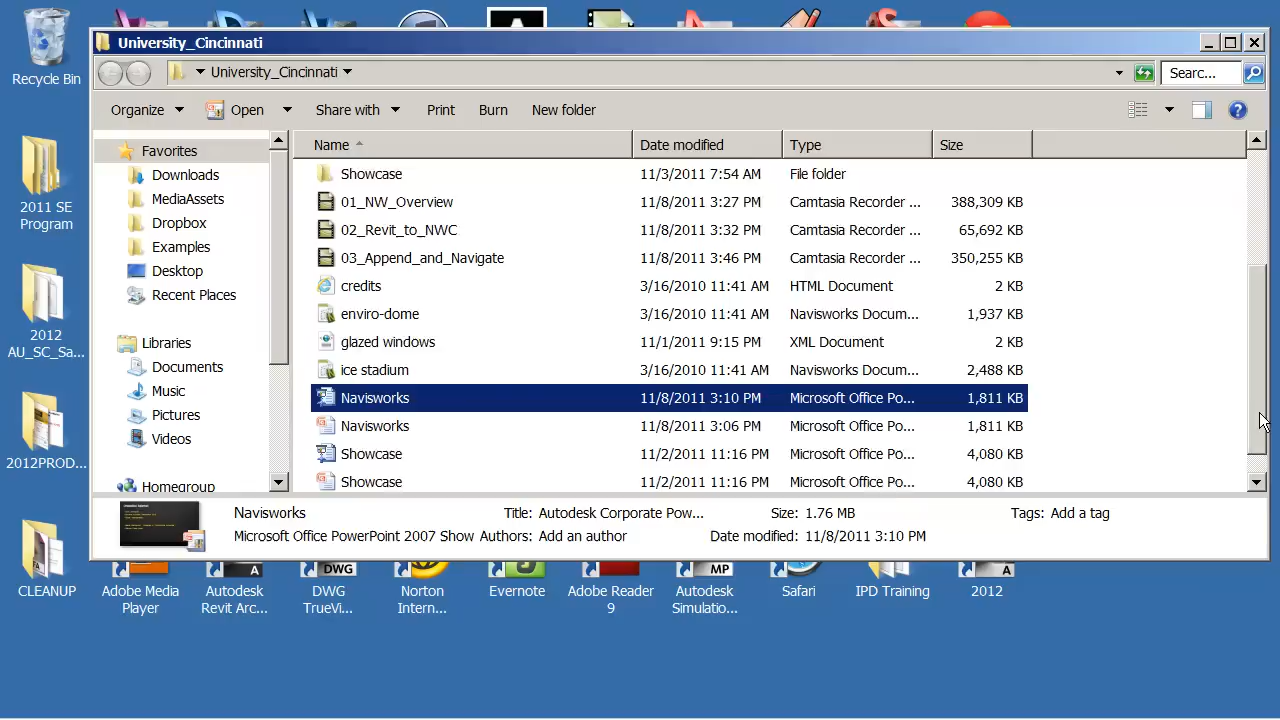 University_Cincinnati
University_Cincinnati
Searc...
Organize
Open
Share with
Print
Burn
New folder
Name
Date modified
Type
Size
Favorites
Downloads
MediaAssets
Dropbox
Examples
Desktop
Recent Places
Libraries
Documents
Music
Pictures
Videos
Homegroup
Showcase 11/3/2011 7:54 AM File folder
01_NW_Overview 11/8/2011 3:27 PM Camtasia Recorder ... 388,309 KB
02_Revit_to_NWC 11/8/2011 3:32 PM Camtasia Recorder ... 65,692 KB
03_Append_and_Navigate 11/8/2011 3:46 PM Camtasia Recorder ... 350,255 KB
credits 3/16/2010 11:41 AM HTML Document 2 KB
enviro-dome 3/16/2010 11:41 AM Navisworks Docum... 1,937 KB
glazed windows 11/1/2011 9:15 PM XML Document 2 KB
ice stadium 3/16/2010 11:41 AM Navisworks Docum... 2,488 KB
Navisworks 11/8/2011 3:10 PM Microsoft Office Po... 1,811 KB
Navisworks 11/8/2011 3:06 PM Microsoft Office Po... 1,811 KB
Showcase 11/2/2011 11:16 PM Microsoft Office Po... 4,080 KB
Showcase 11/2/2011 11:16 PM Microsoft Office Po... 4,080 KB
Navisworks Title: Autodesk Corporate Pow... Size: 1.76 MB Tags: Add a tag
Microsoft Office PowerPoint 2007 Show Authors: Add an author Date modified: 11/8/2011 3:10 PM
Recycle Bin
2011 SE
Program
2012
AU_SC_Sa...
2012PROD...
CLEANUP
Adobe Media
Player
Autodesk
Revit Arc...
DWG
DWG
TrueVi...
Norton
Intern...
Evernote
Adobe Reader
9
MP
Autodesk
Simulatio...
Safari
IPD Training
A
2012